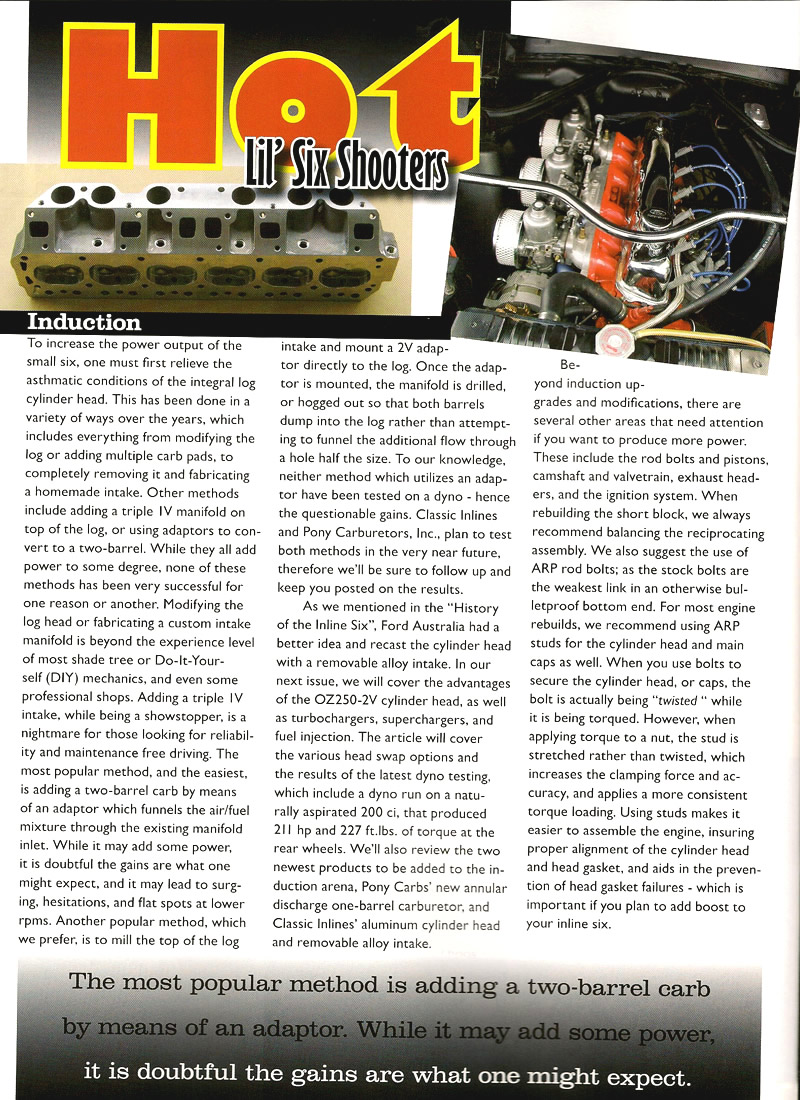 Hot
Lil' Six Shooters
Induction
To increase the power output of the
small six, one must first relieve the
asthmatic conditions of the integral log
cylinder head. This has been done in a
variety of ways over the years, which
includes everything from modifying the
log or adding multiple carb pads, to
completely removing it and fabricating
a homemade intake. Other methods
include adding a triple 1V manifold on
top of the log, or using adaptors to con-
vert to a two-barrel. While they all add
power to some degree, none of these
methods has been very successful for
one reason or another. Modifying the
log head or fabricating a custom intake
manifold is beyond the experience level
of most shade tree or Do-It-Your-
self (DIY) mechanics, and even some
professional shops. Adding a triple 1V
intake, while being a showstopper, is a
nightmare for those looking for reliabil-
ity and maintenance free driving. The
most popular method, and the easiest,
is adding a two-barrel carb by means
of an adaptor which funnels the air/fuel
mixture through the existing manifold
inlet. While it may add some power,
it is doubtful the gains are what one
might expect, and it may lead to surg-
ing, hesitations, and flat spots at lower
rpms. Another popular method, which
we prefer, is to mill the top of the log
intake and mount a 2V adap-
tor directly to the log. Once the adap-
tor is mounted, the manifold is drilled,
or hogged out so that both barrels
dump into the log rather than attempt-
ing to funnel the additional flow through
a hole half the size. To our knowledge,
neither method which utilizes an adap-
tor have been tested on a dyno - hence
the questionable gains. Classic Inlines
and Pony Carburetors, Inc., plan to test
both methods in the very near future,
therefore we'll be sure to follow up and
keep you posted on the results.
As we mentioned in the "History
of the Inline Six", Ford Australia had a
better idea and recast the cylinder head
with a removable alloy intake. In our
next issue, we will cover the advantages
of the OZ250-2V cylinder head, as well
as turbochargers, superchargers, and
fuel injection. The article will cover
the various head swap options and
the results of the latest dyno testing,
which include a dyno run on a natu-
rally aspirated 200 ci, that produced
211 hp and 227 ft.lbs. of torque at the
rear wheels. We'll also review the two
newest products to be added to the in-
duction arena, Pony Carbs' new annular
discharge one-barrel carburetor, and
Classic Inlines' aluminum cylinder head
and removable alloy intake.
Be-
yond induction up-
grades and modifications, there are
several other areas that need attention
if you want to produce more power.
These include the rod bolts and pistons,
camshaft and valvetrain, exhaust head-
ers, and the ignition system. When
rebuilding the short block, we always
recommend balancing the reciprocating
assembly. We also suggest the use of
ARP rod bolts; as the stock bolts are
the weakest link in an otherwise bul-
letproof bottom end. For most engine
rebuilds, we recommend using ARP
studs for the cylinder head and main
caps as well. When you use bolts to
secure the cylinder head, or caps, the
bolt is actually being "twisted " while
it is being torqued. However, when
applying torque to a nut, the stud is
stretched rather than twisted, which
increases the clamping force and ac-
curacy, and applies a more consistent
torque loading. Using studs makes it
easier to assemble the engine, insuring
proper alignment of the cylinder head
and head gasket, and aids in the preven-
tion of head gasket failures - which is
important if you plan to add boost to
your inline six.
The most popular method is adding a two-barrel carb
by means of an adaptor. While it may add some power,
it is doubtful the gains are what one might expect.